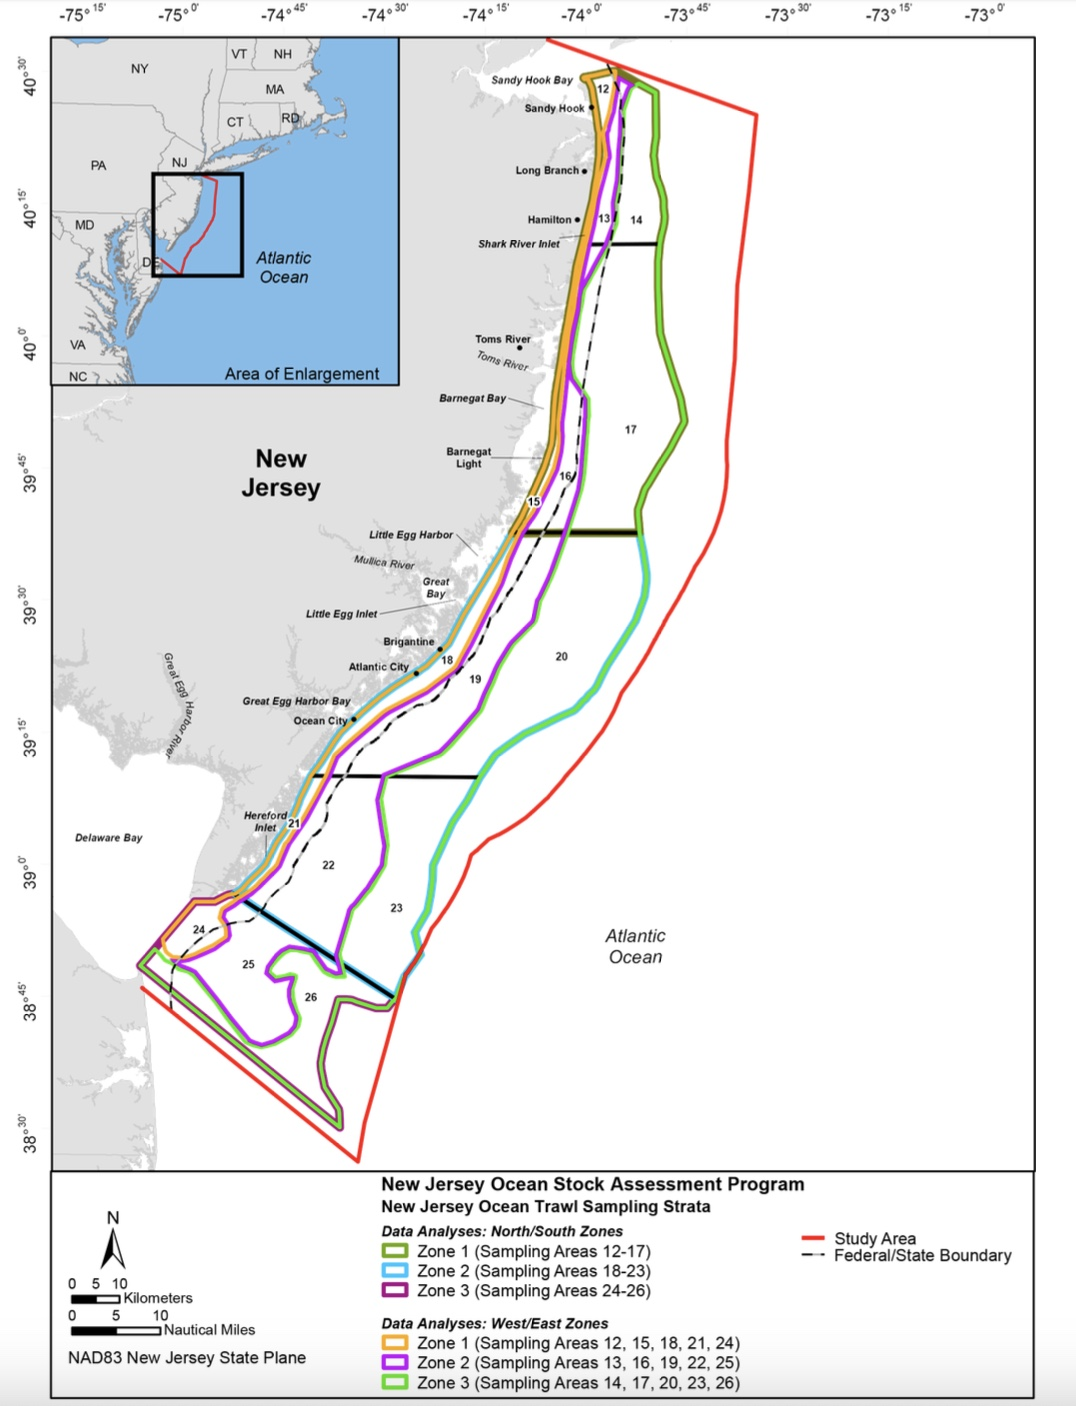 -75°15'
-75°0'
-74°45'
-74°30'
-74°15'
-74°0'
-73°45'
-73°30'
-73°15'
-73°0'
40°30'
40°15'
40°0'
39°45'
39°30'
39°15'
39°0'
38°45'
38°30'
NY
VT
NH
MA
CT
RD
PA
NJ
MD
DE
VA
NC
Atlantic
Ocean
Area of Enlargement
Sandy Hook Bay
Sandy Hook
12
Long Branch
Hamilton
13
14
Shark River Inlet
Toms River
Toms River
Barnegat Bay
17
Barnegat
Light
16
15
New
Jersey
Little Egg Harbor
Mullica River
Great
Bay
Little Egg Inlet
Brigantine
18
20
Atlantic City
19
Great Egg Harbor River
Great Egg Harbor Bay
Ocean City
Hereford
Inlet
21
Delaware Bay
22
23
24
25
26
Atlantic
Ocean
New Jersey Ocean Stock Assessment Program
New Jersey Ocean Trawl Sampling Strata
Data Analyses: North/South Zones
Zone 1 (Sampling Areas 12-17)
Zone 2 (Sampling Areas 18-23)
Zone 3 (Sampling Areas 24-26)
Data Analyses: West/East Zones
Zone 1 (Sampling Areas 12, 15, 18, 21, 24)
Zone 2 (Sampling Areas 13, 16, 19, 22, 25)
Zone 3 (Sampling Areas 14, 17, 20, 23, 26)
Study Area
Federal/State Boundary
N
0 5 10
Kilometers
0 5 10
Nautical Miles
NAD83 New Jersey State Plane